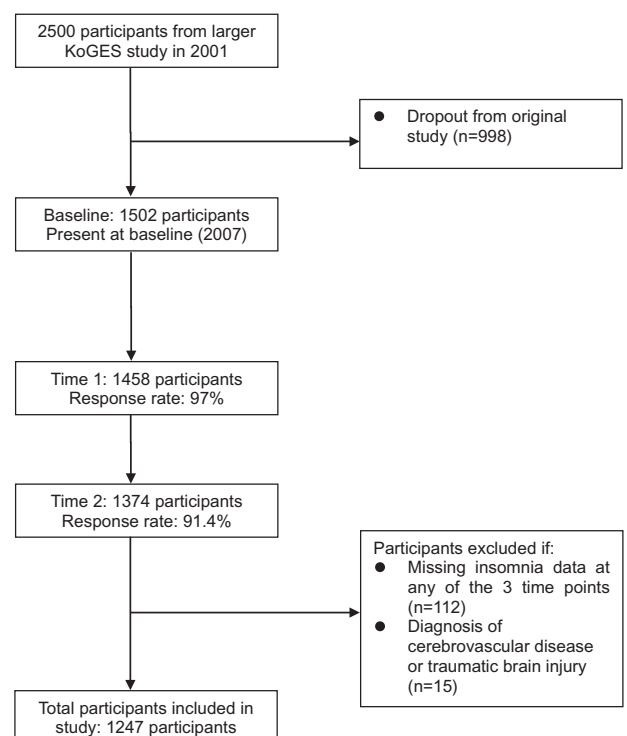 2500 participants from larger
KoGES study in 2001
● Dropout from original
study (n=998)
Baseline: 1502 participants
Present at baseline (2007)
Time 1: 1458 participants
Response rate: 97%
Time 2: 1374 participants
Response rate: 91.4%
Participants excluded if:
● Missing insomnia data at
any of the 3 time points
(n=112)
● Diagnosis of
cerebrovascular disease
or traumatic brain injury
(n=15)
Total participants included in
study: 1247 participants